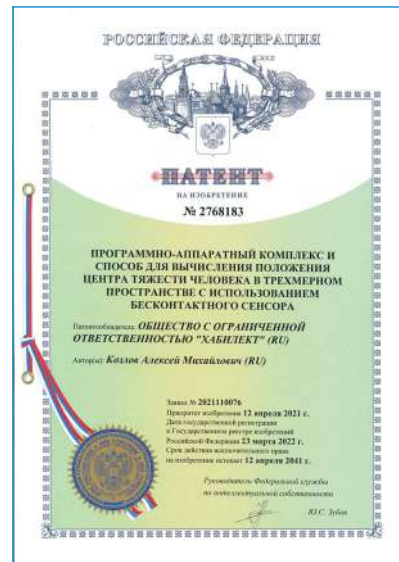 РОССИЙСКАЯ ФЕДЕРАЦИЯ
ПАТЕНТ
НА ИЗОБРЕТЕНИЕ
№ 2768183
ПРОГРАММНО-АППАРАТНЫЙ КОМПЛЕКС И
СПОСОБ ДЛЯ ВЫЧИСЛЕНИЯ ПОЛОЖЕНИЯ
ЦЕНТРА ТЯЖЕСТИ ЧЕЛОВЕКА В ТРЕХМЕРНОМ
ПРОСТРАНСТВЕ С ИСПОЛЬЗОВАНИЕМ
БЕСКОНТАКТНОГО СЕНСОРА
Патентообладатель: ОБЩЕСТВО С ОГРАНИЧЕННОЙ
ОТВЕТСТВЕННОСТЬЮ "ХАБИЛЕКТ" (RU)
Автор(ы): Козлов Алексей Михайлович (RU)
Заявка № 2021110076
Приоритет изобретения 12 апреля 2021 г.
Дата государственной регистрации
в Государственном реестре изобретений
Российской Федерации 23 марта 2022 г.
Срок действия исключительного права
на изобретение истекает 12 апреля 2041 г.
Руководитель Федеральной службы
по интеллектуальной собственности
Ю.С. Зубов